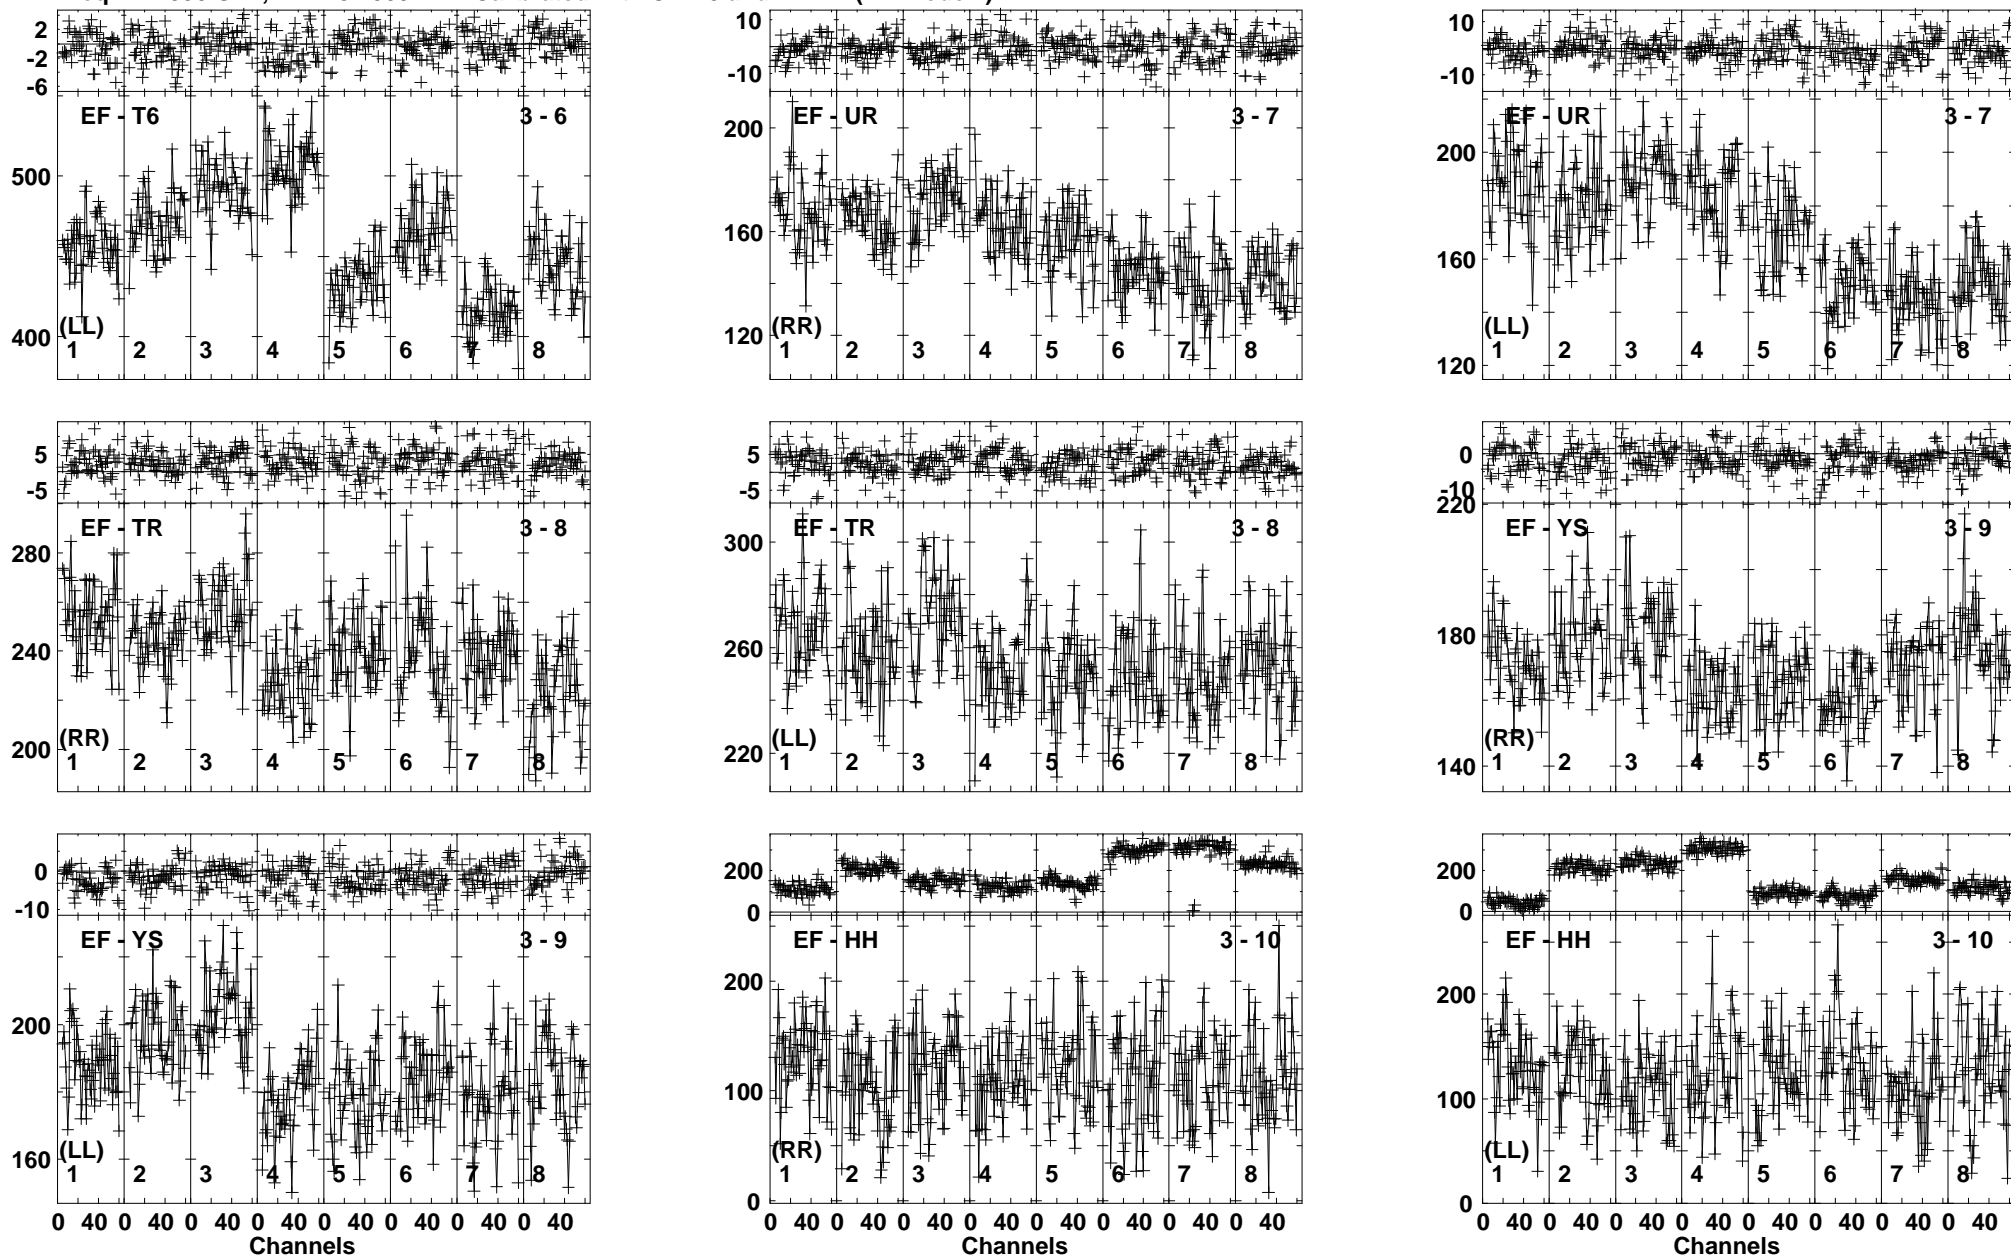 2 -2 -6
EF - T6 3 - 6
500 400
(LL)
1 2 3 4 5 6 7 8
10 0 -10
EF - UR 3 - 7
200 160 120
(RR)
1 2 3 4 5 6 7 8
10 0 -10
EF - UR 3 - 7
200 160 120
(LL)
1 2 3 4 5 6 7 8
5 -5
EF - TR 3 - 8
280 240 200
(RR)
1 2 3 4 5 6 7 8
5 -5
EF - TR 3 - 8
300 260 220
(LL)
1 2 3 4 5 6 7 8
0 -10
EF - YS 3 - 9
220 180 140
(RR)
1 2 3 4 5 6 7 8
0 -10
EF - YS 3 - 9
200 160
(LL)
1 2 3 4 5 6 7 8
0 40 0 40 0 40 0 40 0 40 0 40 0 40 0 40
Channels
200 0
EF - HH 3 - 10
200 100 0
(RR)
1 2 3 4 5 6 7 8
0 40 0 40 0 40 0 40 0 40 0 40 0 40 0 40
Channels
200 0
EF - HH 3 - 10
200 100 0
(LL)
1 2 3 4 5 6 7 8
0 40 0 40 0 40 0 40 0 40 0 40 0 40 0 40
Channels